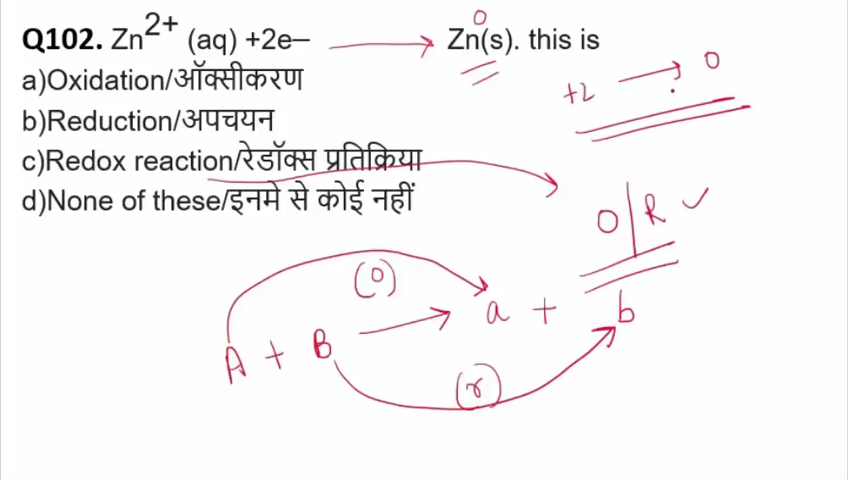 Q102. Zn2+ (aq) +2e– ⟶ Zn(s). this is
0
a)Oxidation/ऑक्सीकरण
+2 ⟶ 0
b)Reduction/अपचयन
c)Redox reaction/रेडॉक्स प्रतिक्रिया
d)None of these/इनमे से कोई नहीं
O | R ✓
(O)
A + B ⟶ a + b
(r)